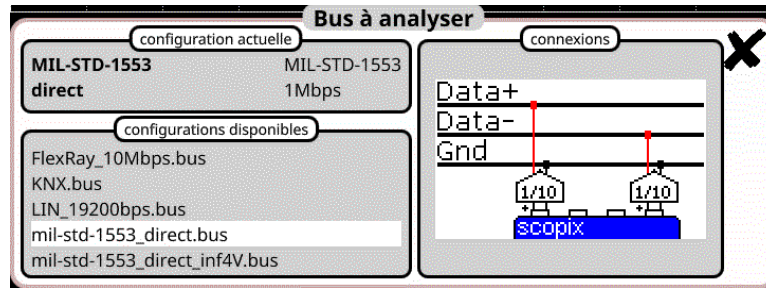 Bus à analyser
configuration actuelle
MIL-STD-1553 MIL-STD-1553
direct 1Mbps
configurations disponibles
FlexRay_10Mbps.bus
KNX.bus
LIN_19200bps.bus
mil-std-1553_direct.bus
mil-std-1553_direct_inf4V.bus
connexions
Data+
Data-
Gnd
1/10 1/10
+ +
scopix